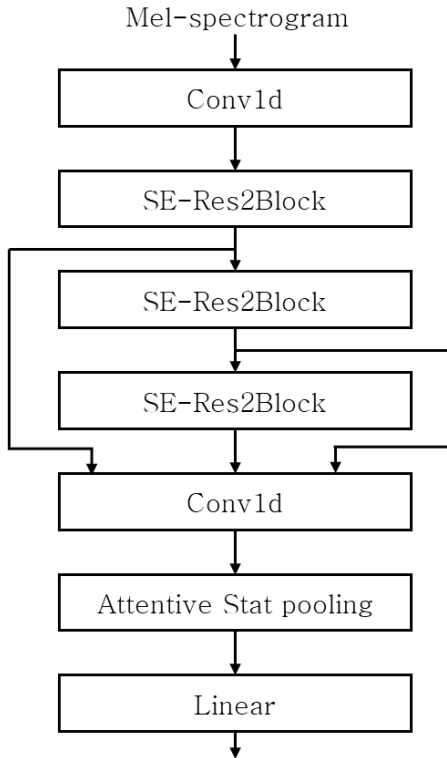 Mel-spectrogram
Conv1d
SE-Res2Block
SE-Res2Block
SE-Res2Block
Conv1d
Attentive Stat pooling
Linear